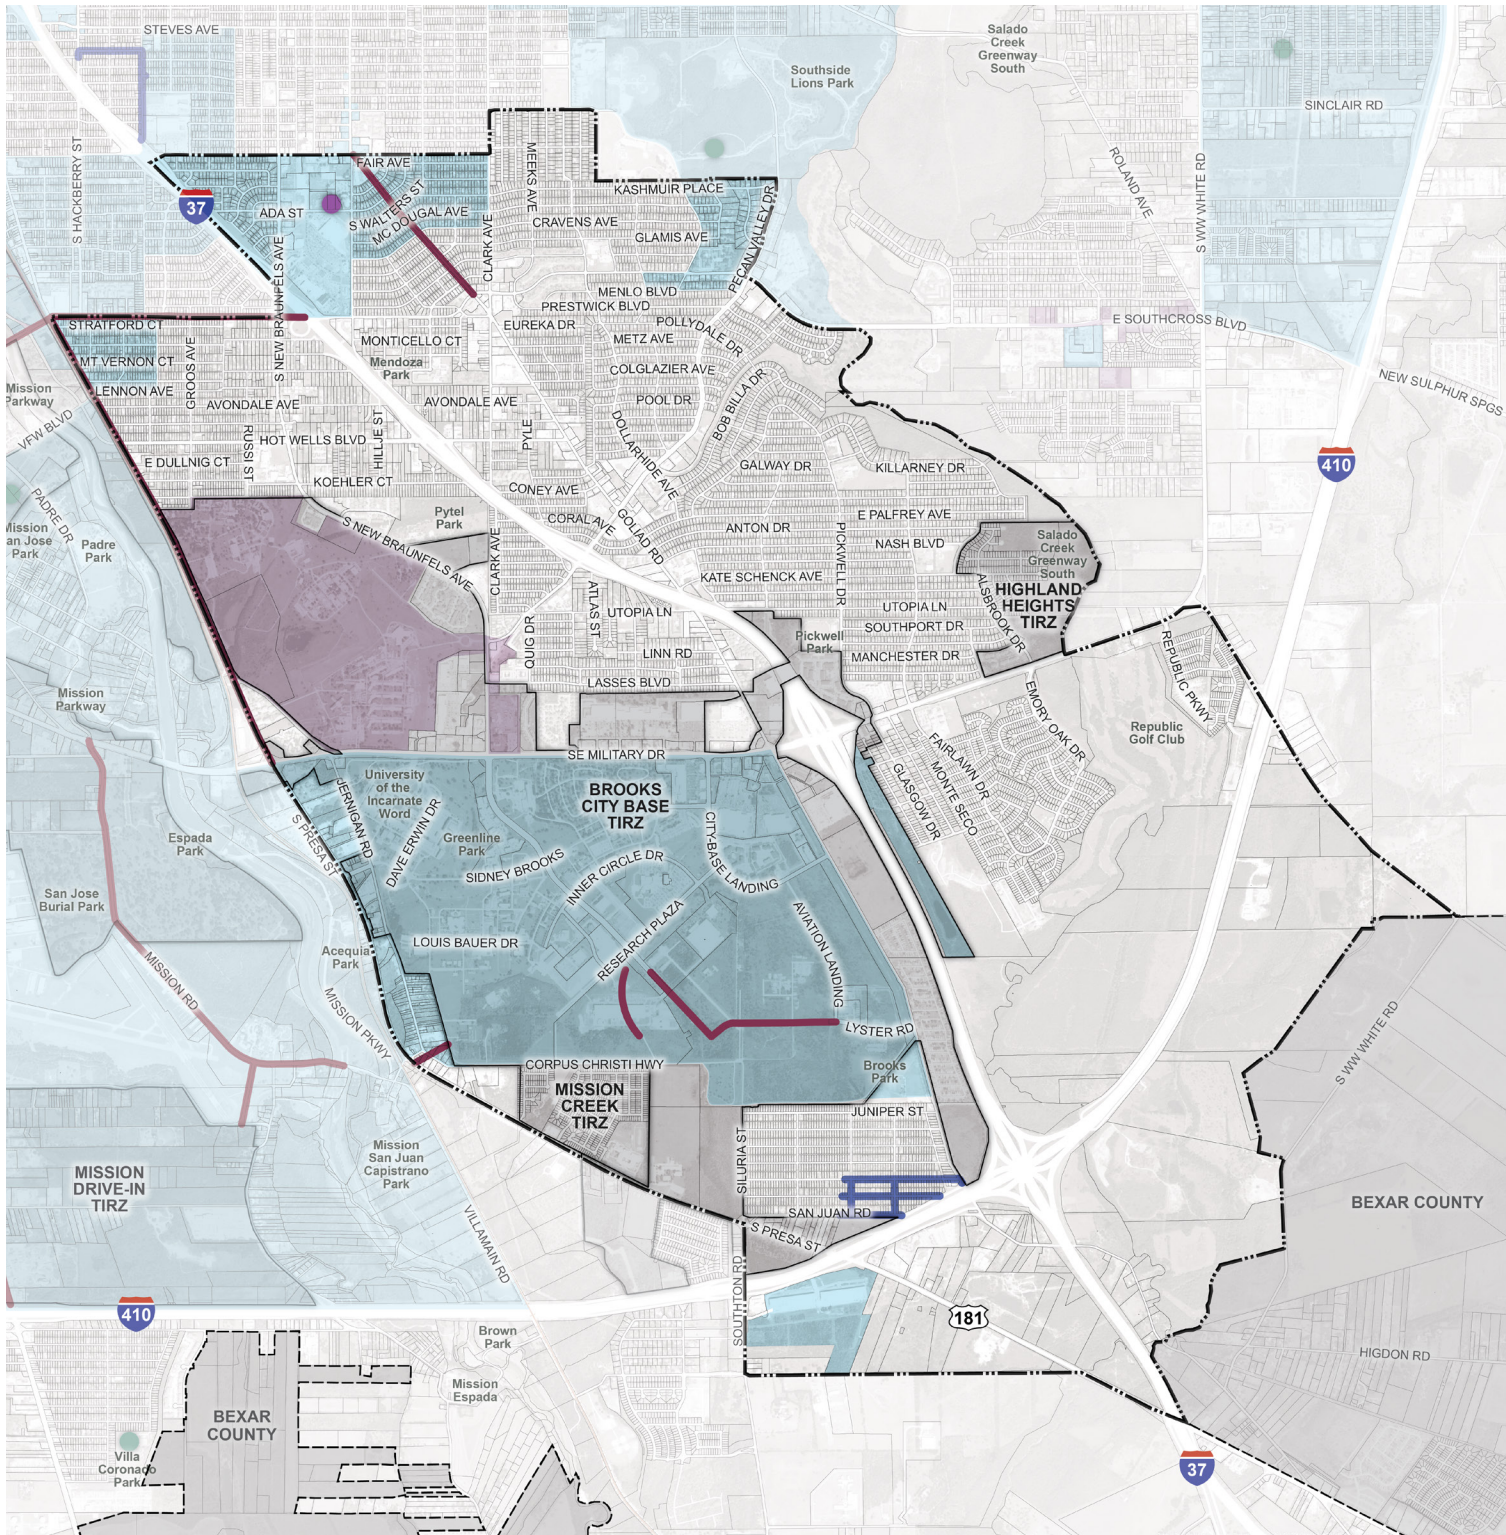 STEVES AVE
Salado
Creek
Greenway
South
Southside
Lions Park
SINCLAIR RD
S HACKBERRY ST
FAIR AVE
MEEKS AVE
KASHMUIR PLACE
ROLAND AVE
S WW WHITE RD
37
ADA ST
S WALTERS ST
MC DOUGAL AVE
CRAVENS AVE
GLAMIS AVE
PECAN VALLEY DR
CLARK AVE
S NEW BRAUNFELS AVE
MENLO BLVD
PRESTWICK BLVD
STRATFORD CT
EUREKA DR
POLLYDALE DR
E SOUTHCROSS BLVD
MONTICELLO CT
METZ AVE
MT VERNON CT
GROOS AVE
Mendoza
Park
COLGLAZIER AVE
NEW SULPHUR SPGS
Mission
Parkway
LENNON AVE
AVONDALE AVE
AVONDALE AVE
POOL DR
BOB BILLA DR
VFW BLVD
RUSSI ST
HOT WELLS BLVD
HILLJE ST
PYLE
DOLLARHIDE AVE
E DULLNIG CT
GALWAY DR
KILLARNEY DR
410
KOEHLER CT
CONEY AVE
PADRE DR
Pytel
Park
S NEW BRAUNFELS AVE
CORAL AVE
GOLIAD RD
ANTON DR
PICKWELL DR
E PALFREY AVE
Mission
San Jose
Park
Padre
Park
NASH BLVD
Salado
Creek
Greenway
South
CLARK AVE
KATE SCHENCK AVE
ALSBROOK DR
HIGHLAND
HEIGHTS
TIRZ
ATLAS ST
UTOPIA LN
UTOPIA LN
QUIG DR
SOUTHPORT DR
Pickwell
Park
LINN RD
MANCHESTER DR
REPUBLIC PKWY
LASSES BLVD
Mission
Parkway
EMORY OAK DR
Republic
Golf Club
SE MILITARY DR
FAIRLAWN DR
MONTE SECO
GLASGOW DR
University
of the
Incarnate
Word
JERNIGAN RD
BROOKS
CITY BASE
TIRZ
S PRESA ST
DAVE ERWIN DR
Greenline
Park
CITY-BASE LANDING
Espada
Park
SIDNEY BROOKS
INNER CIRCLE DR
San Jose
Burial Park
RESEARCH PLAZA
AVIATION LANDING
LOUIS BAUER DR
Acequia
Park
MISSION RD
MISSION PKWY
LYSTER RD
S WW WHITE RD
CORPUS CHRISTI HWY
Brooks
Park
MISSION
CREEK
TIRZ
JUNIPER ST
SILURIA ST
Mission
San Juan
Capistrano
Park
MISSION
DRIVE-IN
TIRZ
SAN JUAN RD
S PRESA ST
BEXAR COUNTY
VILLAMAIN RD
SOUTHTON RD
410
181
Brown
Park
HIGDON RD
Mission
Espada
BEXAR
COUNTY
Villa
Coronado
Park
37